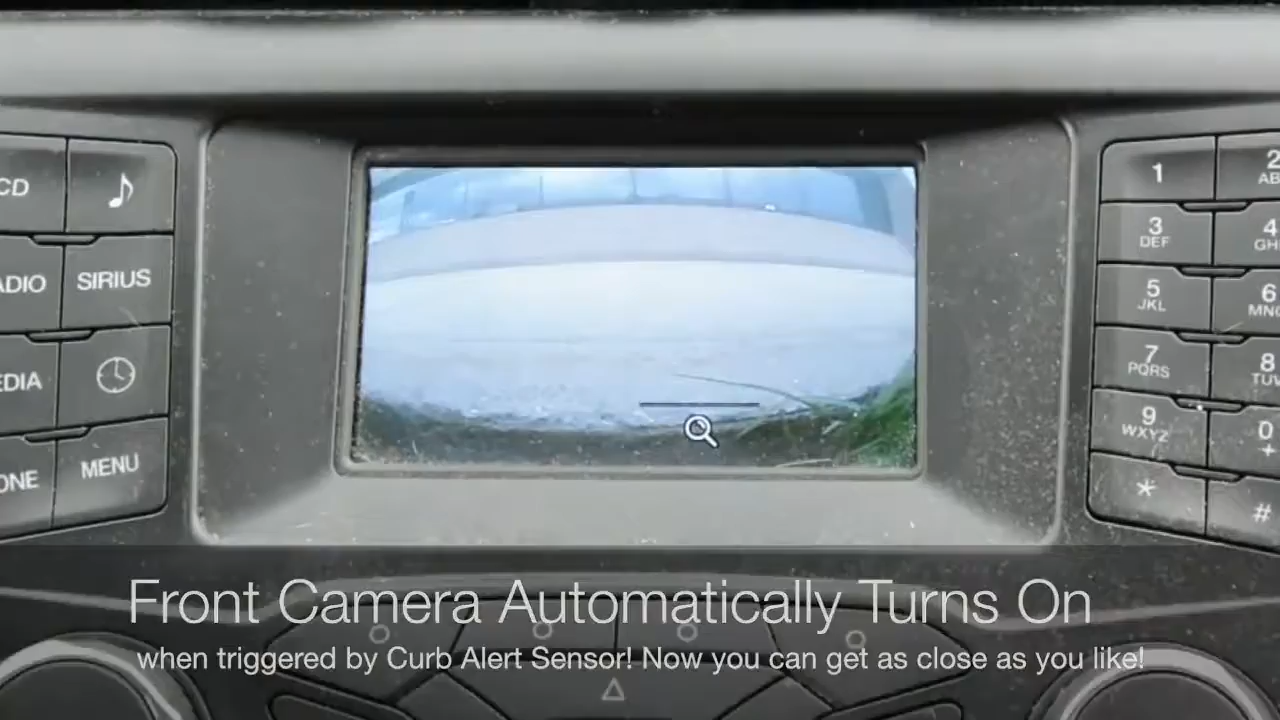 CD
ADIO
SIRIUS
EDIA
ONE
MENU
1
2
AB
3
DEF
4
GH
5
JKL
6
MNO
7
PQRS
8
TUV
9
WXYZ
0
+
*
#
Front Camera Automatically Turns On
when triggered by Curb Alert Sensor! Now you can get as close as you like!